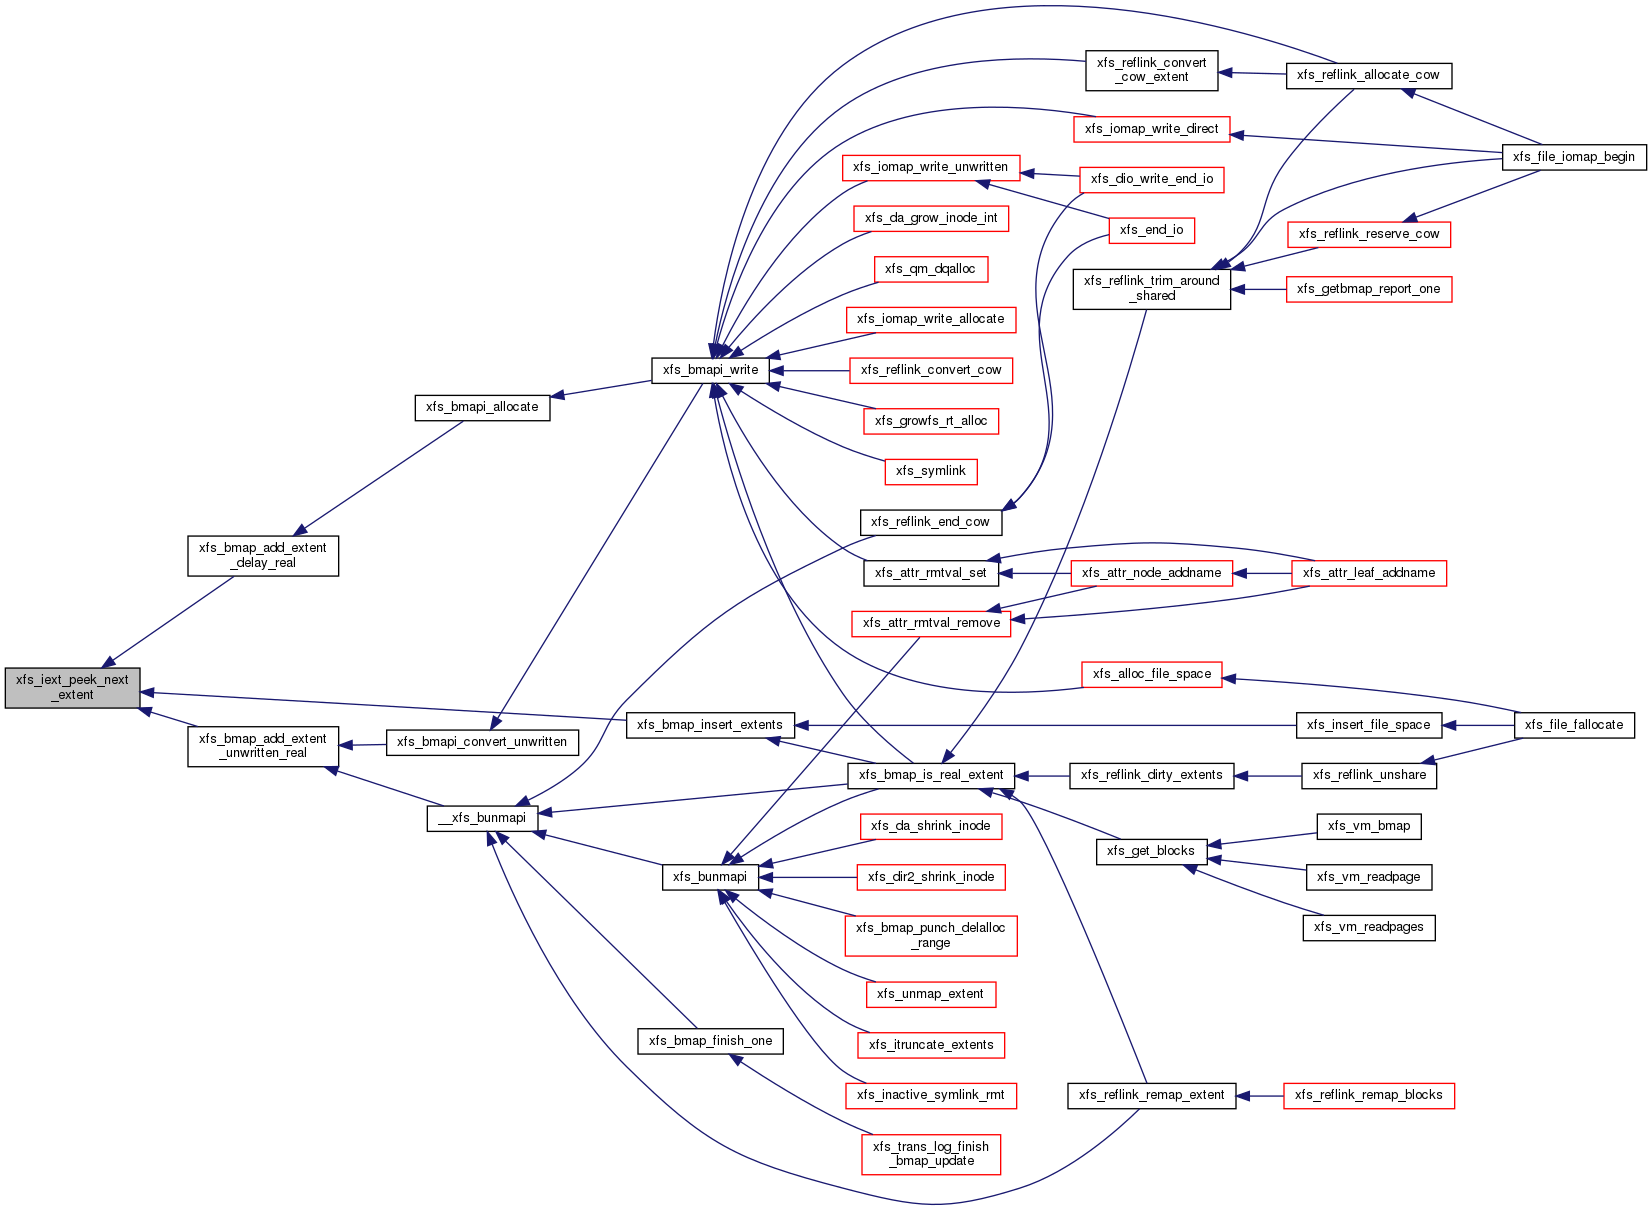 xfs_reflink_convert
_cow_extent
xfs_reflink_allocate_cow
xfs_iomap_write_direct
xfs_file_iomap_begin
xfs_iomap_write_unwritten
xfs_dio_write_end_io
xfs_da_grow_inode_int
xfs_end_io
xfs_reflink_reserve_cow
xfs_qm_dqalloc
xfs_reflink_trim_around
_shared
xfs_getbmap_report_one
xfs_iomap_write_allocate
xfs_bmapi_write
xfs_reflink_convert_cow
xfs_bmapi_allocate
xfs_growfs_rt_alloc
xfs_symlink
xfs_reflink_end_cow
xfs_bmap_add_extent
_delay_real
xfs_attr_rmtval_set
xfs_attr_node_addname
xfs_attr_leaf_addname
xfs_attr_rmtval_remove
xfs_iext_peek_next
_extent
xfs_alloc_file_space
xfs_bmap_insert_extents
xfs_insert_file_space
xfs_file_fallocate
xfs_bmap_add_extent
_unwritten_real
xfs_bmapi_convert_unwritten
xfs_bmap_is_real_extent
xfs_reflink_dirty_extents
xfs_reflink_unshare
__xfs_bunmapi
xfs_da_shrink_inode
xfs_vm_bmap
xfs_get_blocks
xfs_bunmapi
xfs_dir2_shrink_inode
xfs_vm_readpage
xfs_bmap_punch_delalloc
_range
xfs_vm_readpages
xfs_unmap_extent
xfs_bmap_finish_one
xfs_itruncate_extents
xfs_inactive_symlink_rmt
xfs_reflink_remap_extent
xfs_reflink_remap_blocks
xfs_trans_log_finish
_bmap_update